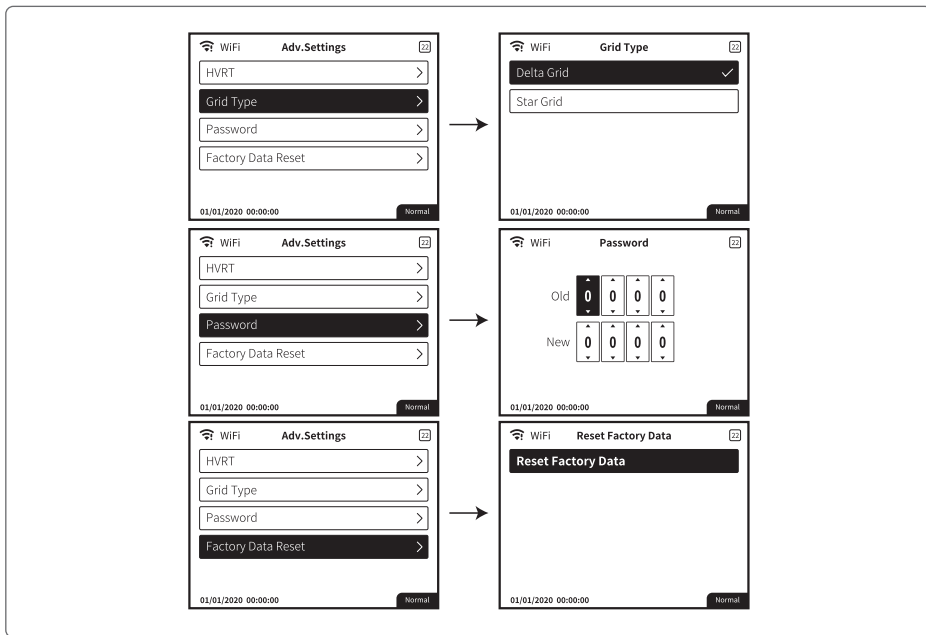 WiFi Adv.Settings 22
HVRT
Grid Type
Password
Factory Data Reset
01/01/2020 00:00:00 Normal
WiFi Grid Type 22
Delta Grid
Star Grid
01/01/2020 00:00:00 Normal
WiFi Adv.Settings 22
HVRT
Grid Type
Password
Factory Data Reset
01/01/2020 00:00:00 Normal
WiFi Password 22
Old 0 0 0 0
New 0 0 0 0
01/01/2020 00:00:00 Normal
WiFi Adv.Settings 22
HVRT
Grid Type
Password
Factory Data Reset
01/01/2020 00:00:00 Normal
WiFi Reset Factory Data 22
Reset Factory Data
01/01/2020 00:00:00 Normal